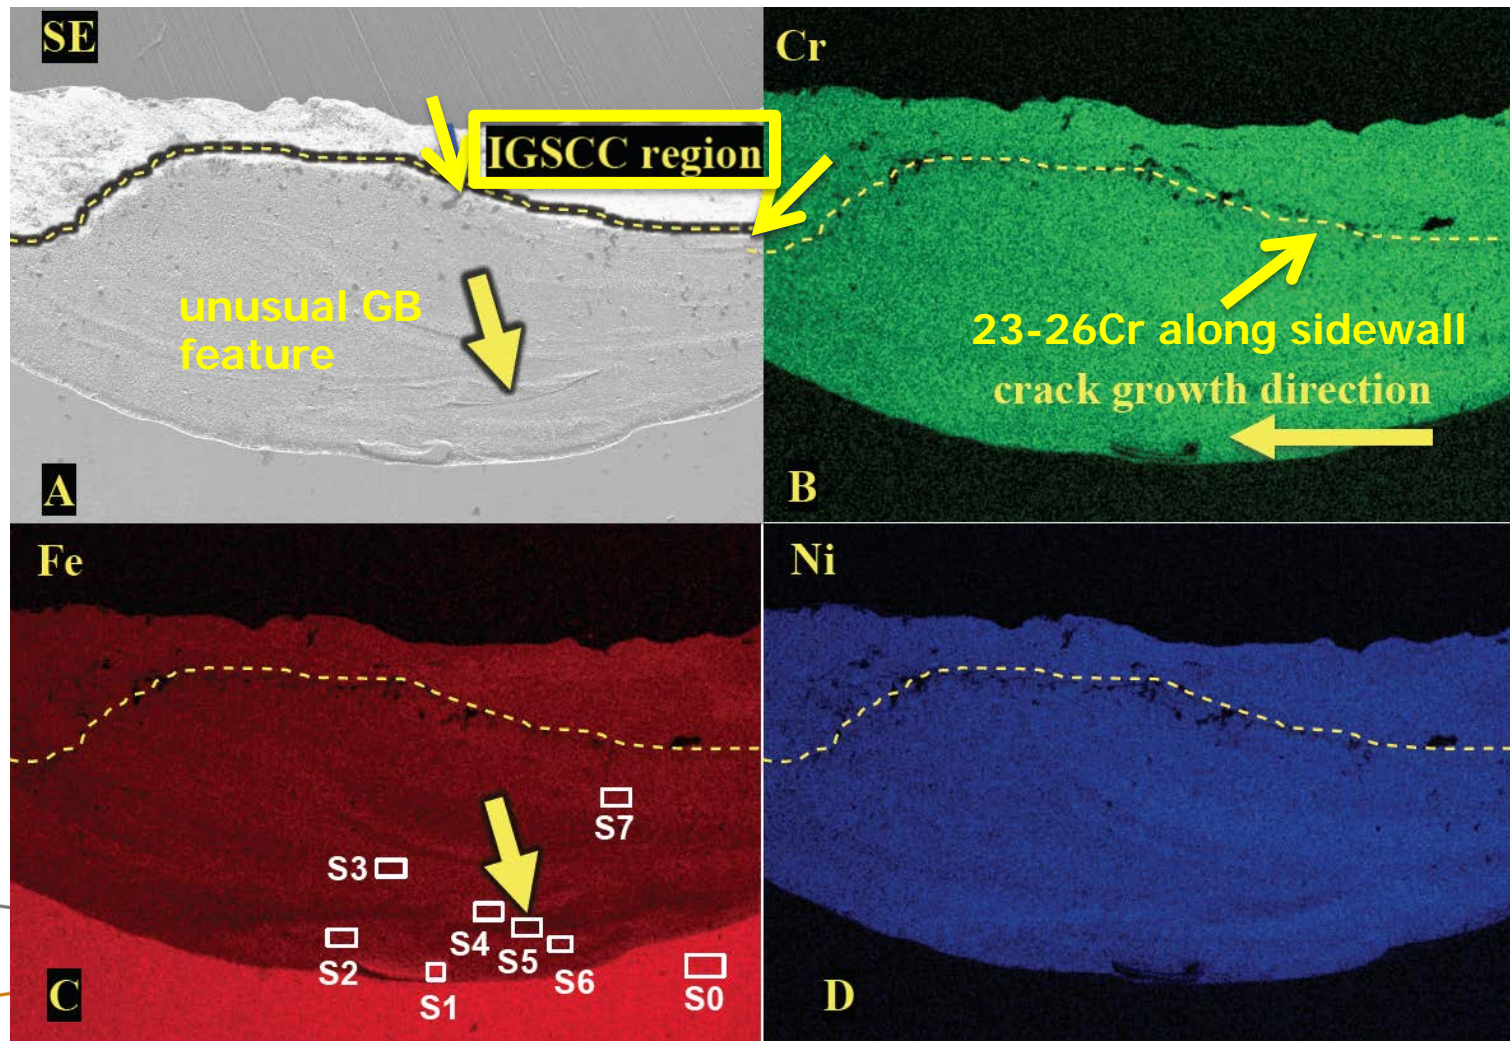 SE
IGSCC region
unusual GB
feature
A
Cr
23-26Cr along sidewall
crack growth direction
B
Fe
S7
S3
S4
S5
S2
S6
S1
S0
C
Ni
D